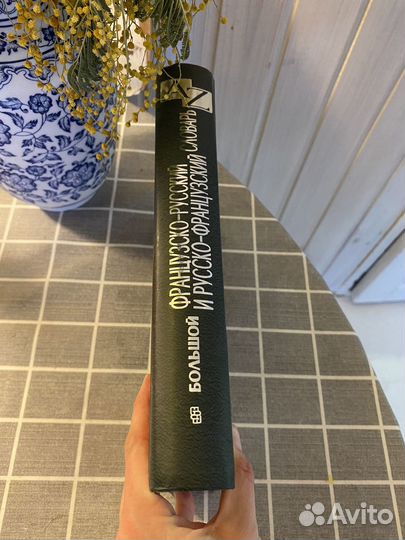 A
Z
БОЛЬШОЙ
ФРАНЦУЗСКО-РУССКИЙ
И РУССКО-ФРАНЦУЗСКИЙ
СЛОВАРЬ
Avito